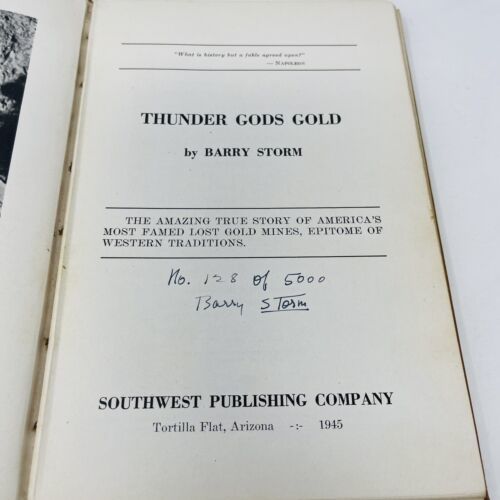 "What is history but a fable agreed upon?"
— Napoleon
THUNDER GODS GOLD
by BARRY STORM
THE AMAZING TRUE STORY OF AMERICA'S
MOST FAMED LOST GOLD MINES, EPITOME OF
WESTERN TRADITIONS.
No. 128 of 5000
Barry STorm
SOUTHWEST PUBLISHING COMPANY
Tortilla Flat, Arizona -:- 1945